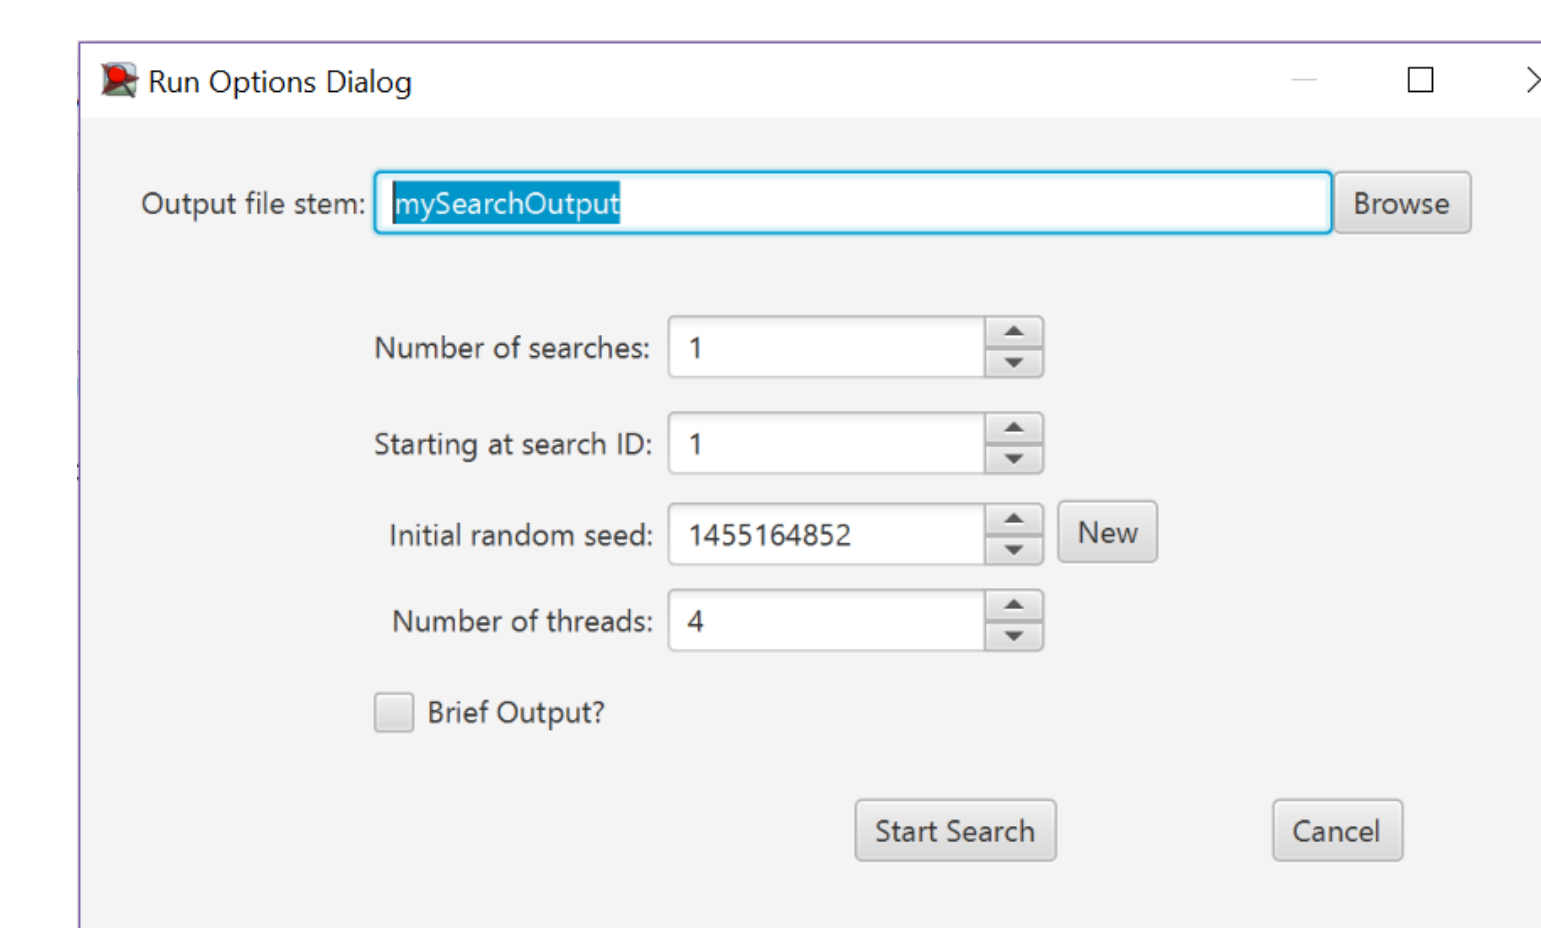 Run Options Dialog
Output file stem: mySearchOutput Browse
Number of searches: 1
Starting at search ID: 1
Initial random seed: 1455164852 New
Number of threads: 4
Brief Output?
Start Search Cancel